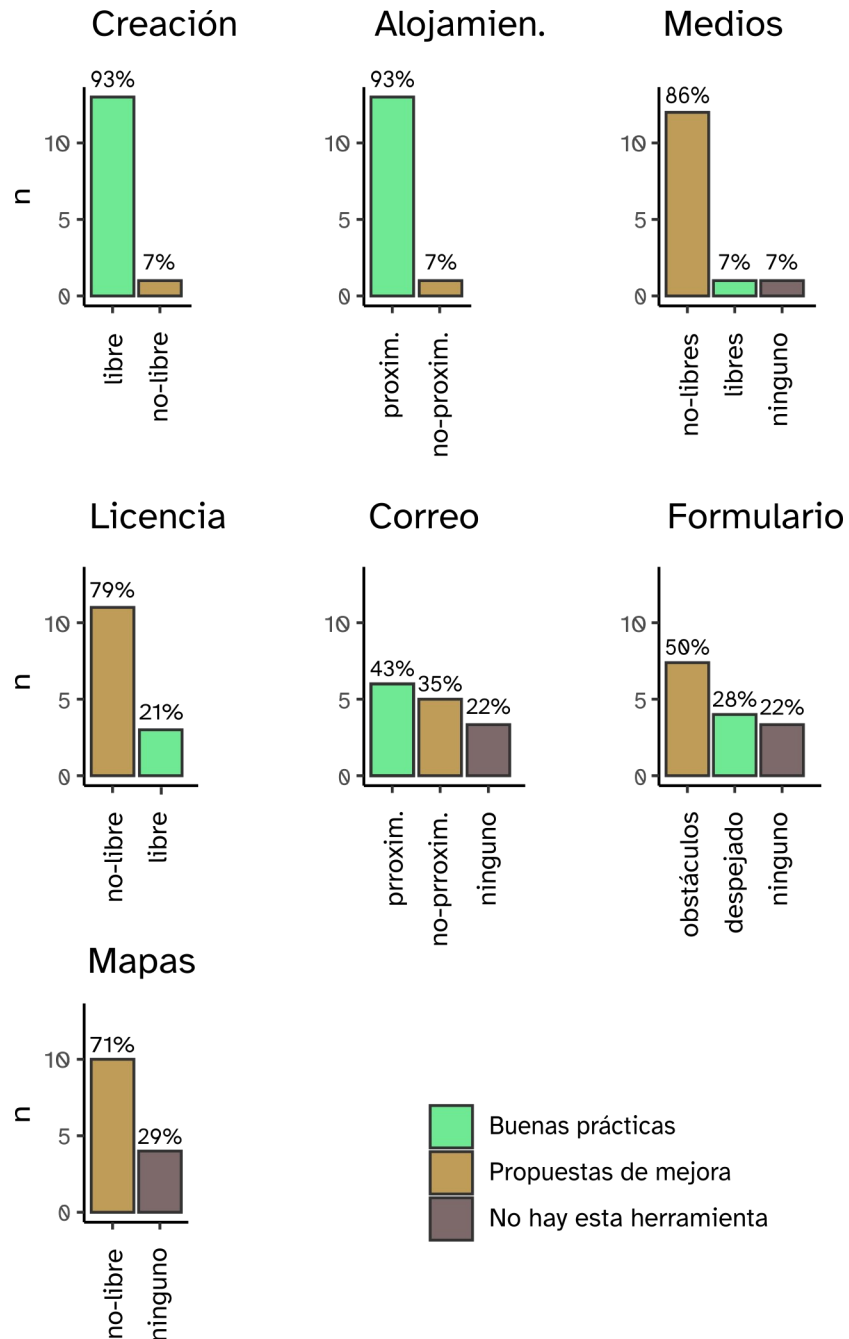 Creación
93%
7%
10
5
0
n
libre
no-libre
Alojamien.
93%
7%
10
5
0
proxim.
no-proxim.
Medios
86%
7%
7%
10
5
0
no-libres
libres
ninguno
Licencia
79%
21%
10
5
0
n
no-libre
libre
Correo
43%
35%
22%
10
5
0
prroxim.
no-prroxim.
ninguno
Formulario
50%
28%
22%
10
5
0
obstáculos
despejado
ninguno
Mapas
71%
29%
10
5
0
n
no-libre
ninguno
Buenas prácticas
Propuestas de mejora
No hay esta herramienta